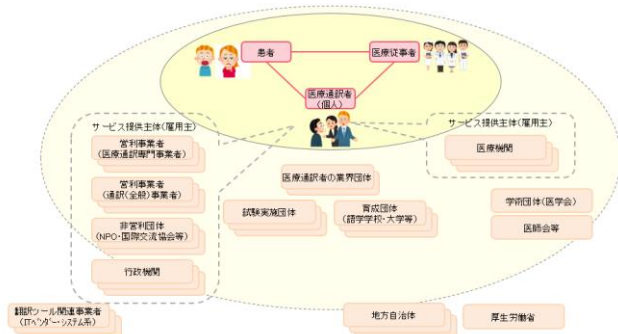 患者
医療従事者
医療通訳者
(個人)
サービス提供主体(雇用主)
営利事業者
(医療通訳専門事業者)
営利事業者
(通訳(全般)事業者)
非営利団体
(NPO・国際交流協会等)
行政機関
サービス提供主体(雇用主)
医療機関
医療通訳者の業界団体
試験実施団体
育成団体
(語学学校・大学等)
学術団体(医学会)
医師会等
翻訳ツール関連事業者
(ITベンダー・システム系)
地方自治体
厚生労働省